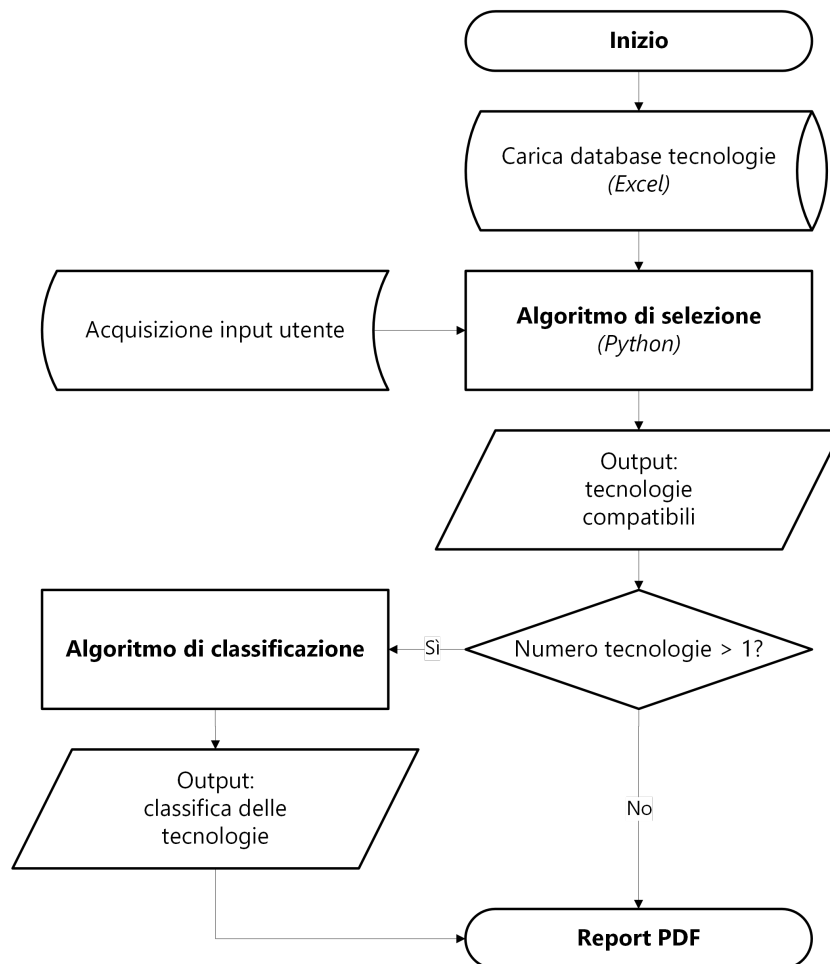 Inizio
Carica database tecnologie
(Excel)
Acquisizione input utente
Algoritmo di selezione
(Python)
Output:
tecnologie
compatibili
Numero tecnologie > 1?
Sì
Algoritmo di classificazione
Output:
classifica delle
tecnologie
No
Report PDF